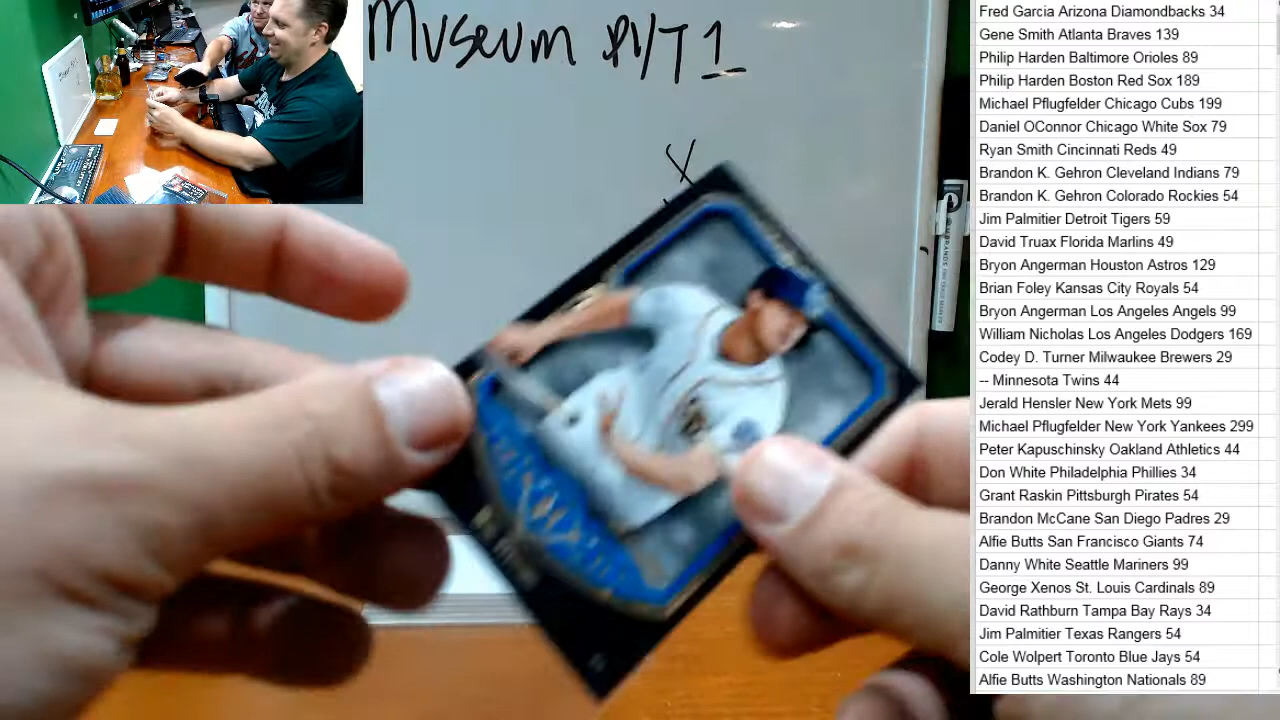 Museum PYT 1
X
Fred Garcia Arizona Diamondbacks 34
Gene Smith Atlanta Braves 139
Philip Harden Baltimore Orioles 89
Philip Harden Boston Red Sox 189
Michael Pflugfelder Chicago Cubs 199
Daniel OConnor Chicago White Sox 79
Ryan Smith Cincinnati Reds 49
Brandon K. Gehron Cleveland Indians 79
Brandon K. Gehron Colorado Rockies 54
Jim Palmitier Detroit Tigers 59
David Truax Florida Marlins 49
Bryon Angerman Houston Astros 129
Brian Foley Kansas City Royals 54
Bryon Angerman Los Angeles Angels 99
William Nicholas Los Angeles Dodgers 169
Codey D. Turner Milwaukee Brewers 29
-- Minnesota Twins 44
Jerald Hensler New York Mets 99
Michael Pflugfelder New York Yankees 299
Peter Kapuschinsky Oakland Athletics 44
Don White Philadelphia Phillies 34
Grant Raskin Pittsburgh Pirates 54
Brandon McCane San Diego Padres 29
Alfie Butts San Francisco Giants 74
Danny White Seattle Mariners 99
George Xenos St. Louis Cardinals 89
David Rathburn Tampa Bay Rays 34
Jim Palmitier Texas Rangers 54
Cole Wolpert Toronto Blue Jays 54
Alfie Butts Washington Nationals 89